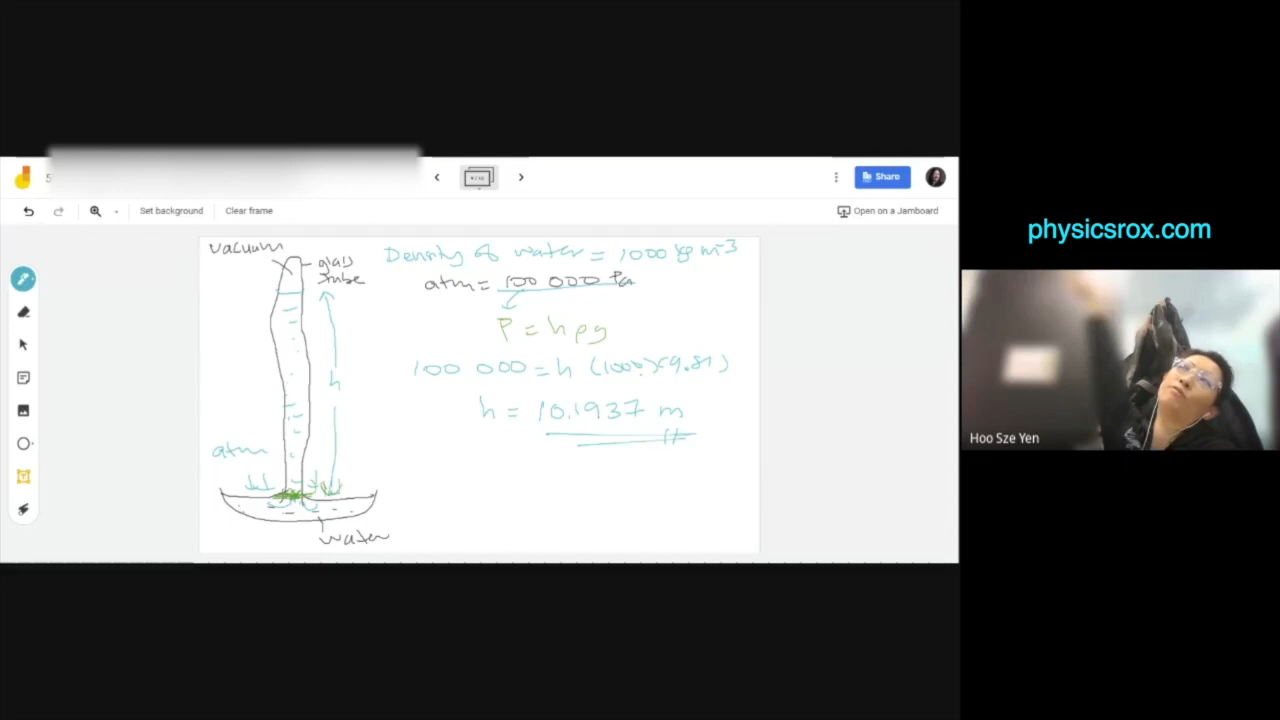 5
Share
Set background
Clear frame
Open on a Jamboard
vacuum
glass
tube
Density of water = 1000 kg m-3
atm = 100 000 Pa
P = hρg
100 000 = h (1000)(9.81)
h
h = 10.1937 m
atm
water
physicsrox.com
Hoo Sze Yen